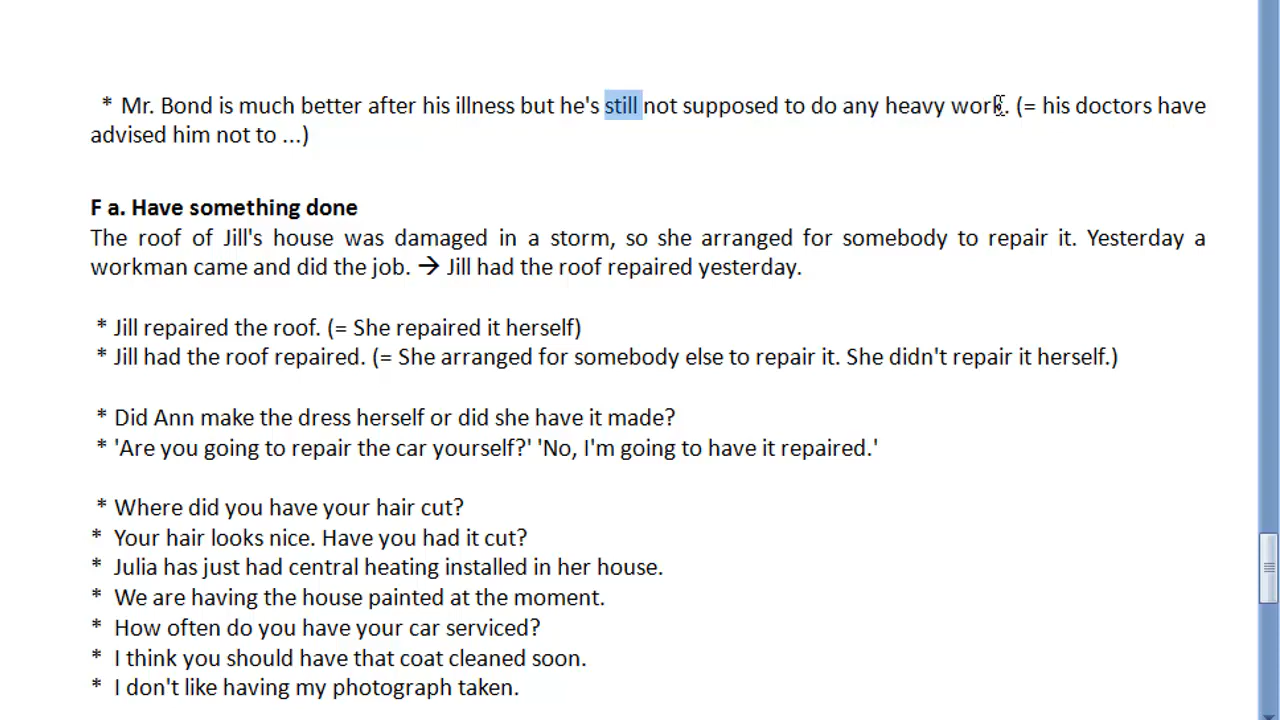 * Mr. Bond is much better after his illness but he's still not supposed to do any heavy work. (= his doctors have
advised him not to ...)
F a. Have something done
The roof of Jill's house was damaged in a storm, so she arranged for somebody to repair it. Yesterday a
workman came and did the job. → Jill had the roof repaired yesterday.
* Jill repaired the roof. (= She repaired it herself)
* Jill had the roof repaired. (= She arranged for somebody else to repair it. She didn't repair it herself.)
* Did Ann make the dress herself or did she have it made?
* 'Are you going to repair the car yourself?' 'No, I'm going to have it repaired.'
* Where did you have your hair cut?
* Your hair looks nice. Have you had it cut?
* Julia has just had central heating installed in her house.
* We are having the house painted at the moment.
* How often do you have your car serviced?
* I think you should have that coat cleaned soon.
* I don't like having my photograph taken.